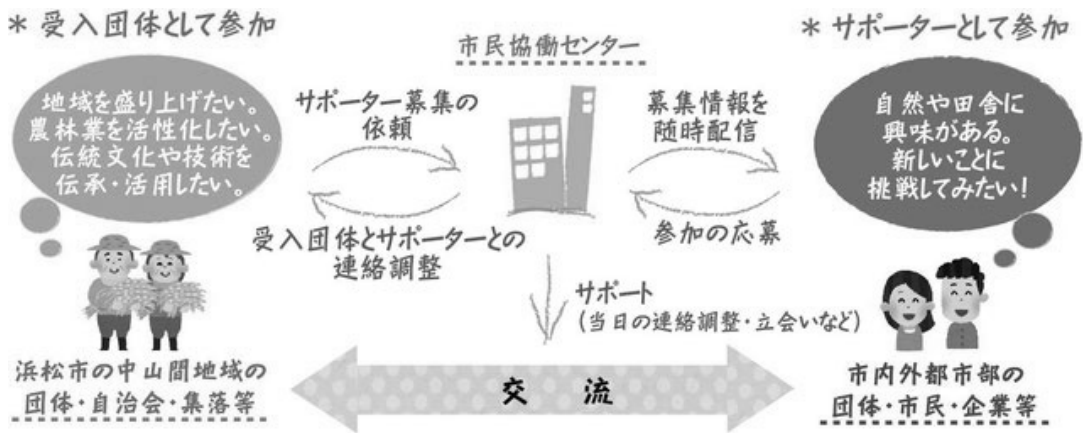 * 受入団体として参加
地域を盛り上げたい。
農林業を活性化したい。
伝統文化や技術を
伝承・活用したい。
浜松市の中山間地域の
団体・自治会・集落等
市民協働センター
サポーター募集の
依頼
受入団体とサポーターとの
連絡調整
募集情報を
随時配信
参加の応募
サポート
(当日の連絡調整・立会いなど)
交 流
* サポーターとして参加
自然や田舎に
興味がある。
新しいことに
挑戦してみたい!
市内外都市部の
団体・市民・企業等